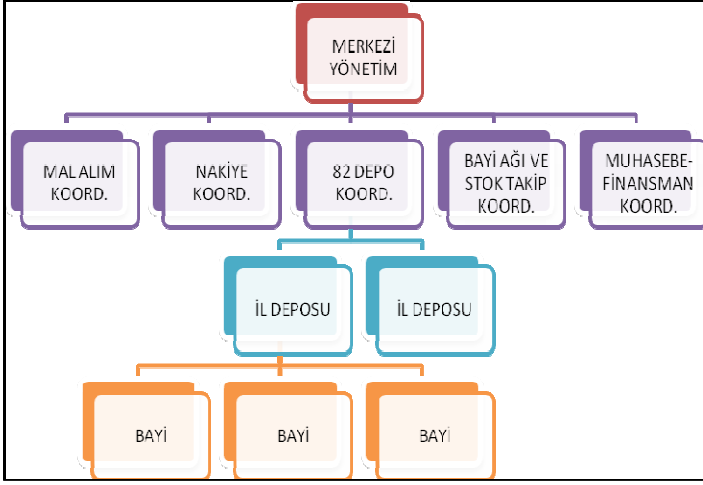 MERKEZİ
YÖNETİM
MAL ALIM
KOORD.
NAKİYE
KOORD.
82 DEPO
KOORD.
BAYİ AĞI VE
STOK TAKİP
KOORD.
MUHASEBE-
FİNANSMAN
KOORD.
İL DEPOSU
İL DEPOSU
BAYİ
BAYİ
BAYİ